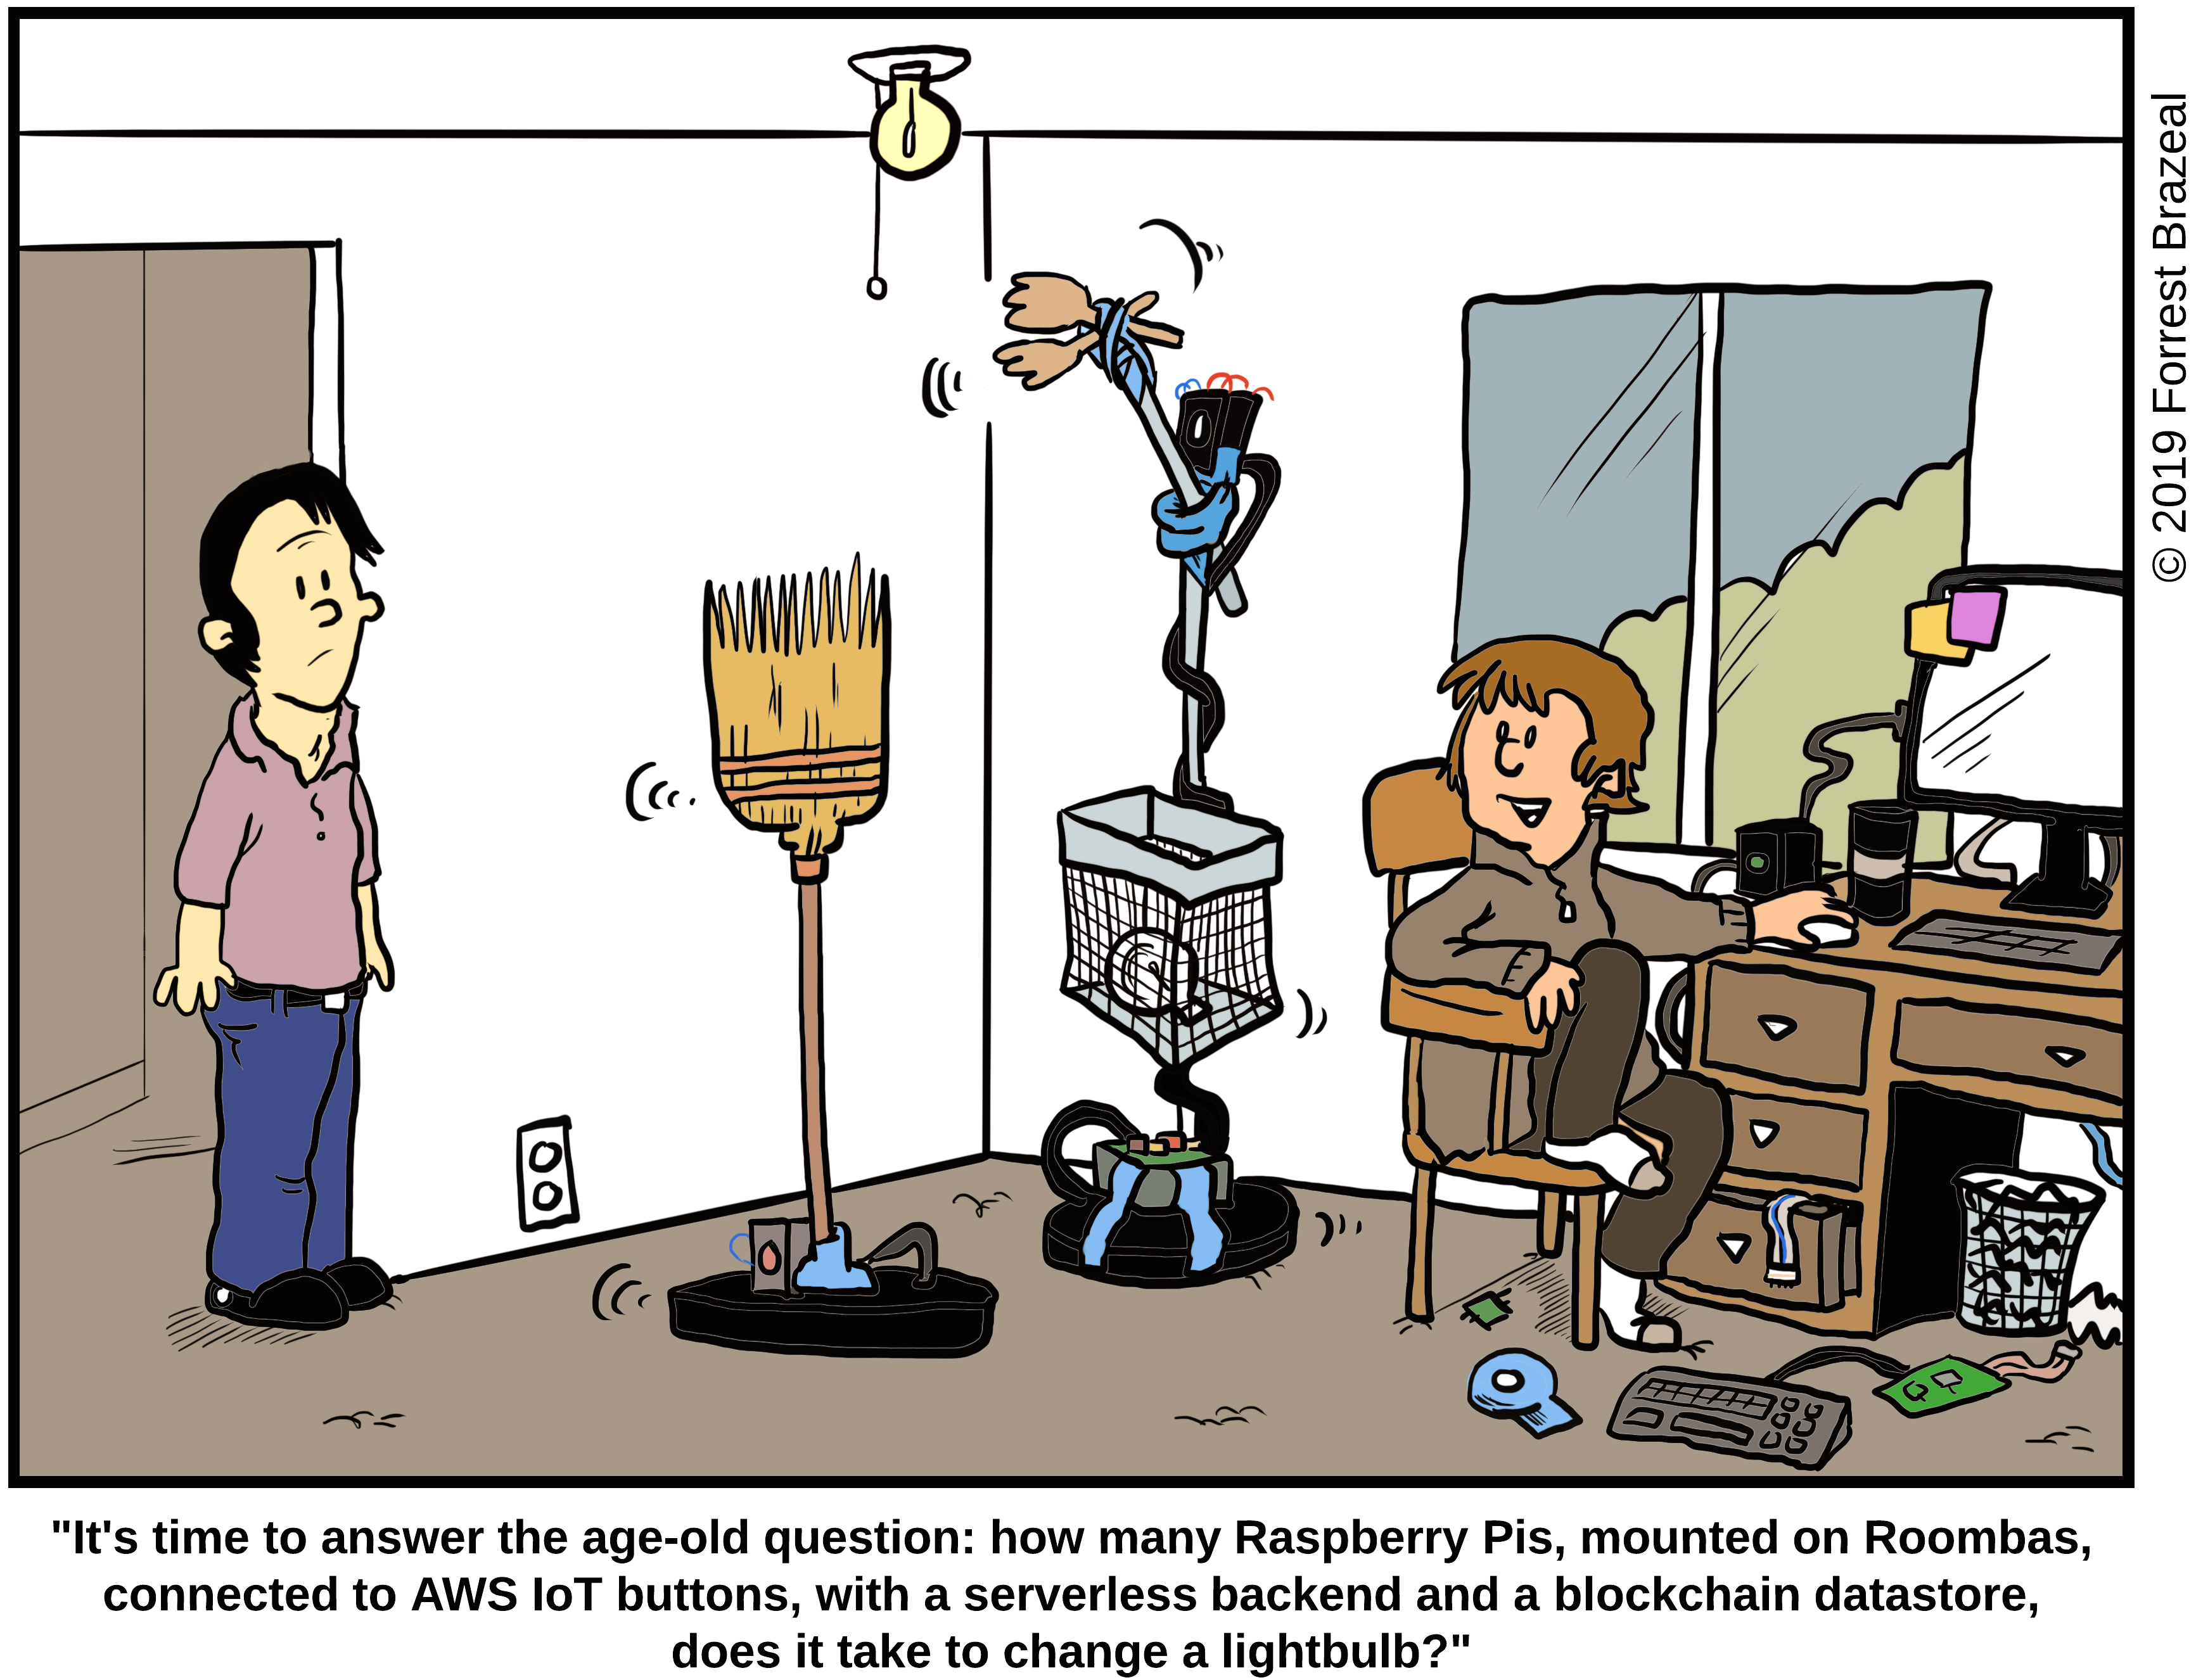 © 2019 Forrest Brazeal
"It's time to answer the age-old question: how many Raspberry Pis, mounted on Roombas,
connected to AWS IoT buttons, with a serverless backend and a blockchain datastore,
does it take to change a lightbulb?"